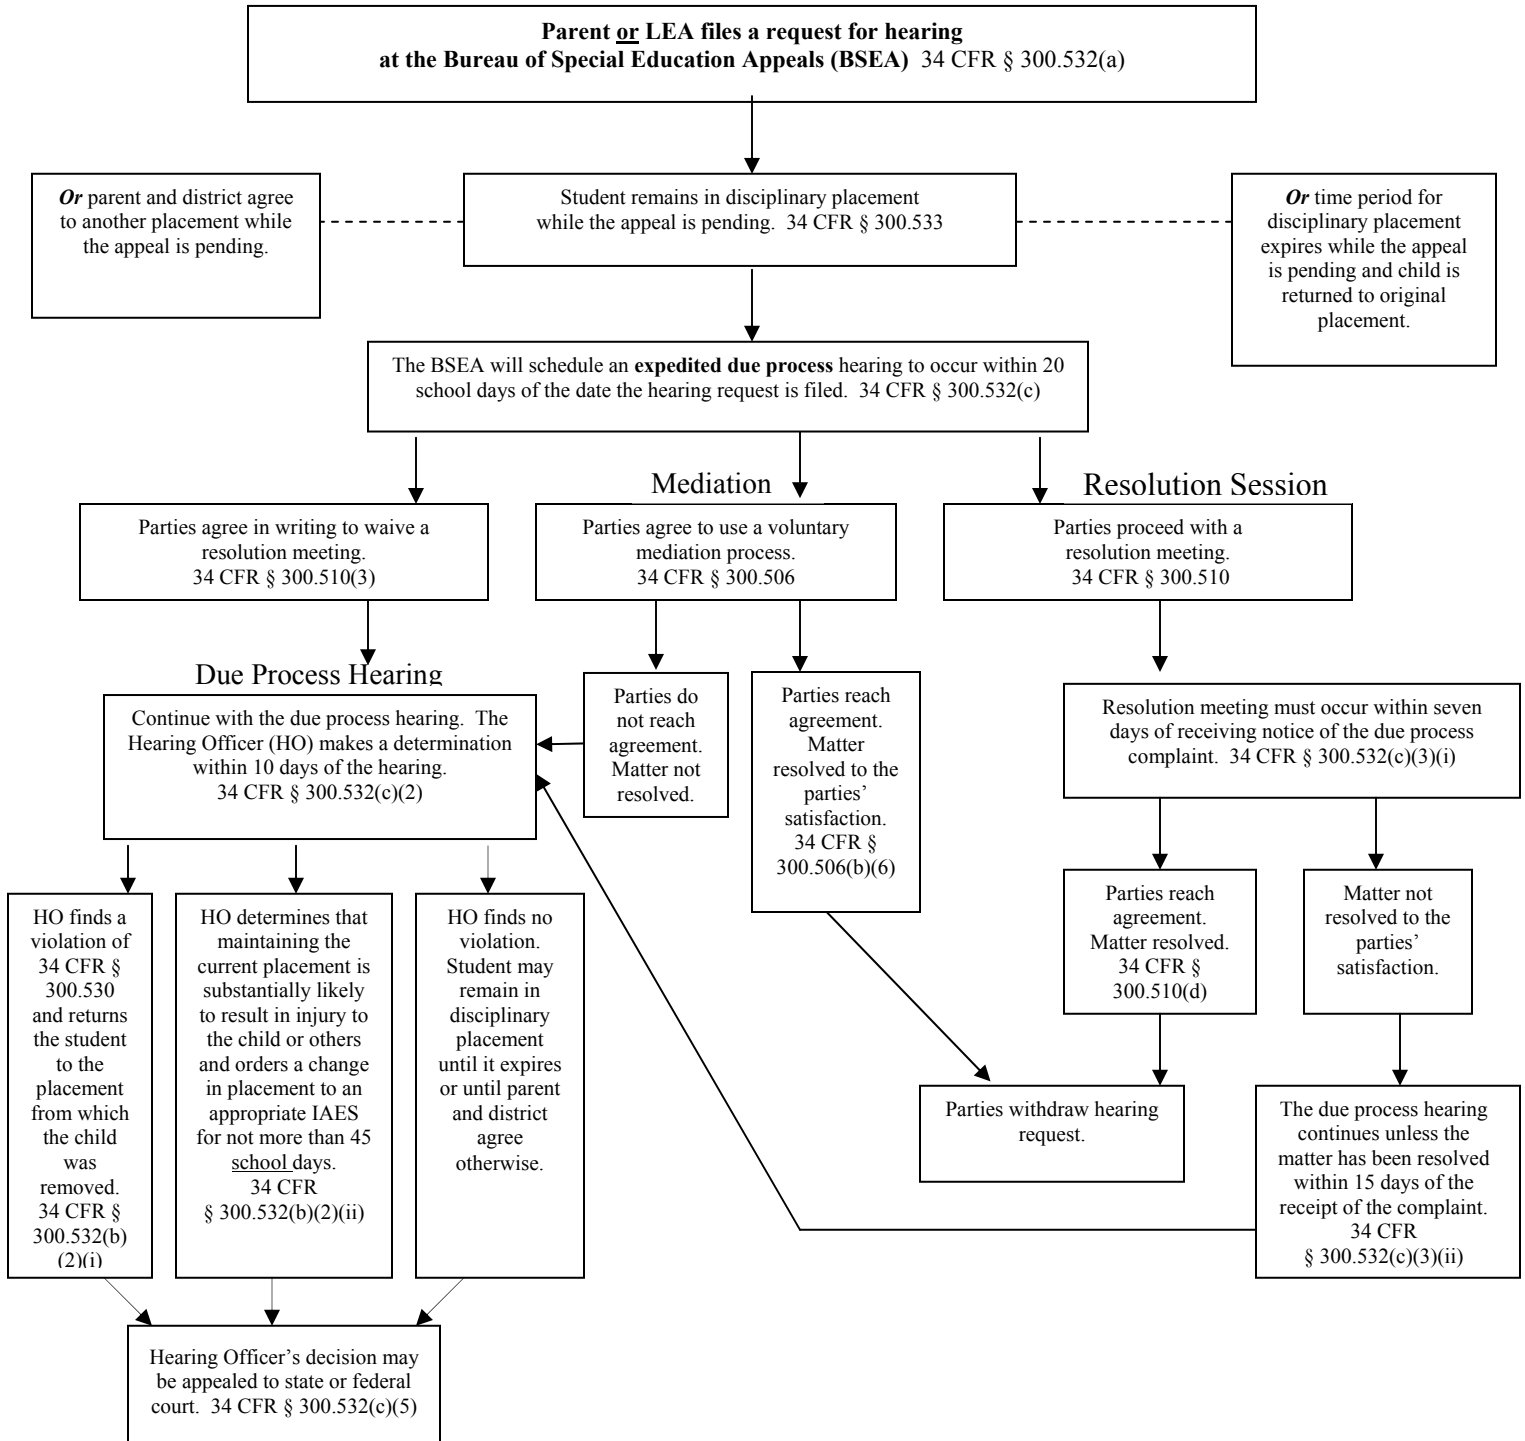 Parent or LEA files a request for hearing
at the Bureau of Special Education Appeals (BSEA) 34 CFR § 300.532(a)
Or parent and district agree
to another placement while
the appeal is pending.
Student remains in disciplinary placement
while the appeal is pending. 34 CFR § 300.533
Or time period for
disciplinary placement
expires while the appeal
is pending and child is
returned to original
placement.
The BSEA will schedule an expedited due process hearing to occur within 20
school days of the date the hearing request is filed. 34 CFR § 300.532(c)
Mediation
Resolution Session
Parties agree in writing to waive a
resolution meeting.
34 CFR § 300.510(3)
Parties agree to use a voluntary
mediation process.
34 CFR § 300.506
Parties proceed with a
resolution meeting.
34 CFR § 300.510
Due Process Hearing
Continue with the due process hearing. The
Hearing Officer (HO) makes a determination
within 10 days of the hearing.
34 CFR § 300.532(c)(2)
Parties do
not reach
agreement.
Matter not
resolved.
Parties reach
agreement.
Matter
resolved to the
parties’
satisfaction.
34 CFR §
300.506(b)(6)
Resolution meeting must occur within seven
days of receiving notice of the due process
complaint. 34 CFR § 300.532(c)(3)(i)
HO finds a
violation of
34 CFR §
300.530
and returns
the student
to the
placement
from which
the child
was
removed.
34 CFR §
300.532(b)
(2)(i)
HO determines that
maintaining the
current placement is
substantially likely
to result in injury to
the child or others
and orders a change
in placement to an
appropriate IAES
for not more than 45
school days.
34 CFR
§ 300.532(b)(2)(ii)
HO finds no
violation.
Student may
remain in
disciplinary
placement
until it expires
or until parent
and district
agree
otherwise.
Parties reach
agreement.
Matter resolved.
34 CFR §
300.510(d)
Matter not
resolved to the
parties’
satisfaction.
Parties withdraw hearing
request.
The due process hearing
continues unless the
matter has been resolved
within 15 days of the
receipt of the complaint.
34 CFR
§ 300.532(c)(3)(ii)
Hearing Officer’s decision may
be appealed to state or federal
court. 34 CFR § 300.532(c)(5)